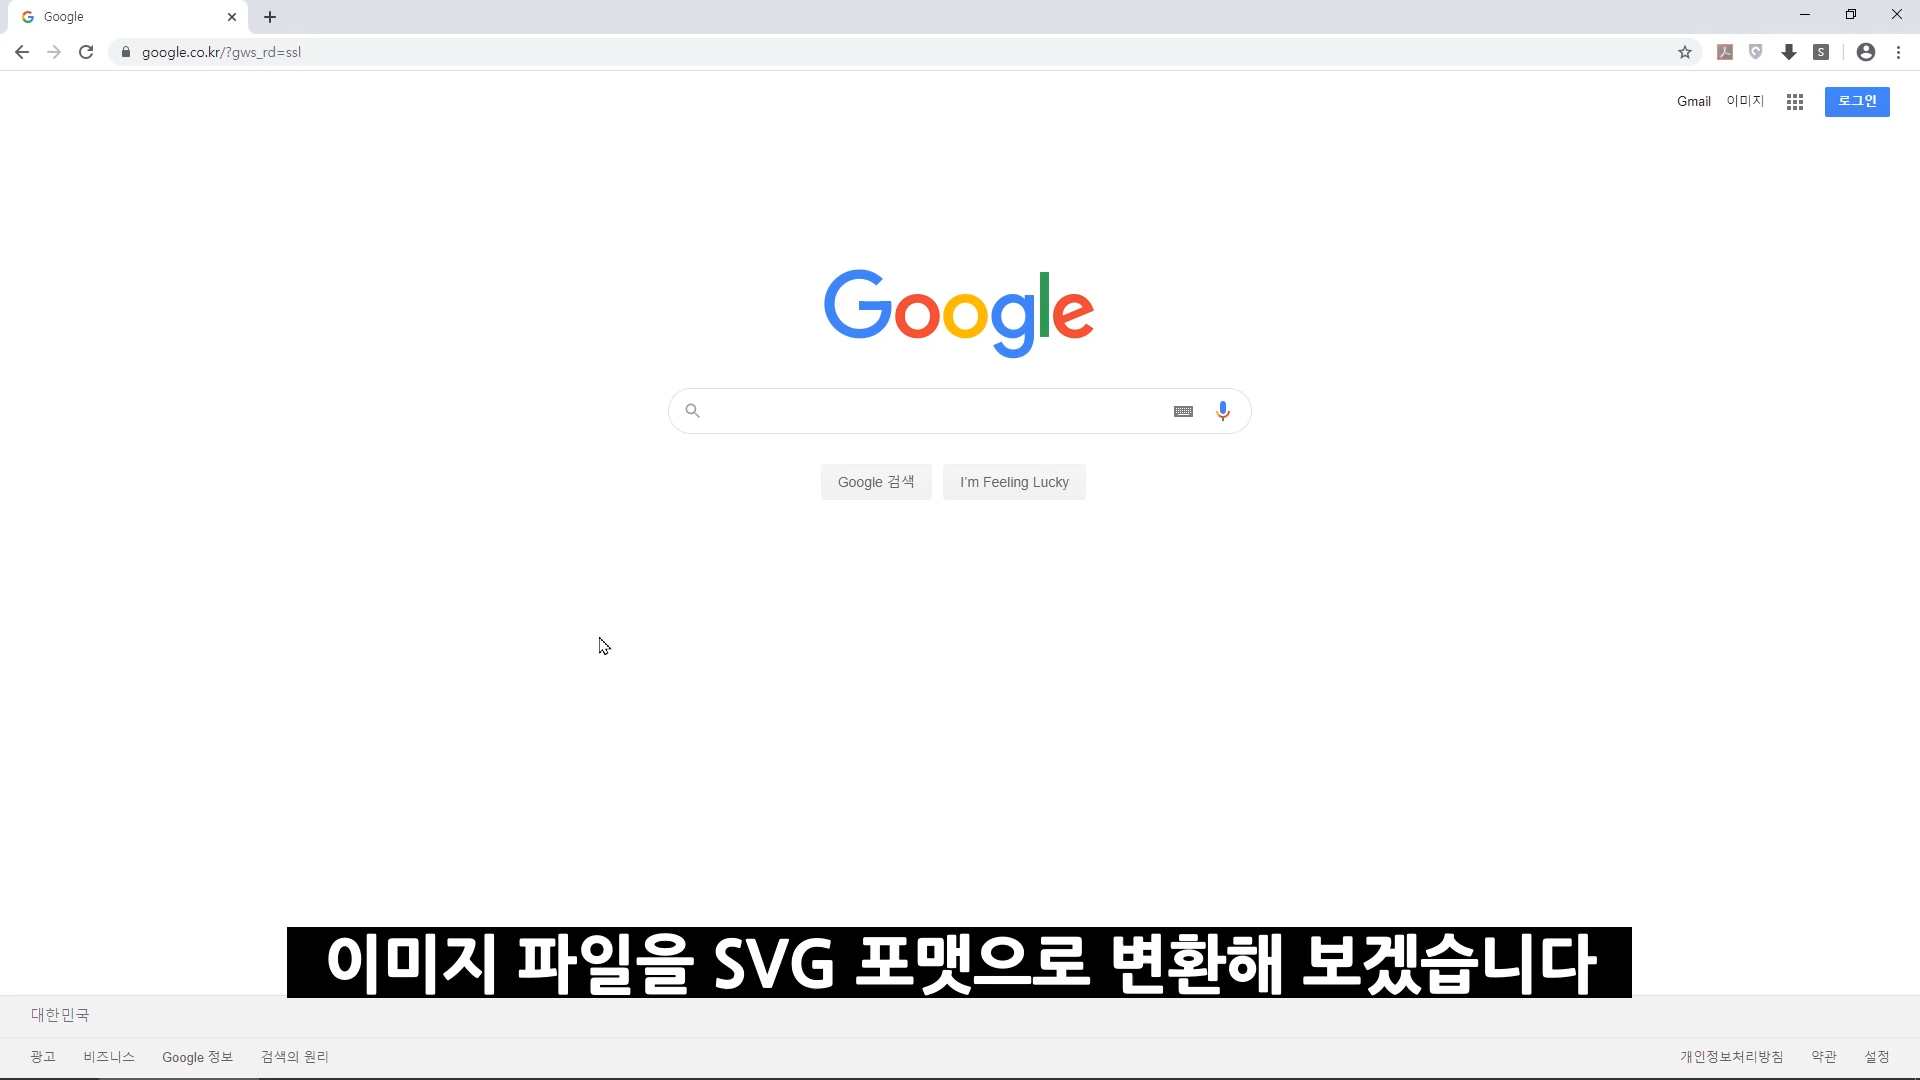 Google
google.co.kr/?gws_rd=ssl
S
Gmail 이미지 로그인
Google
Google 검색 I'm Feeling Lucky
이미지 파일을 SVG 포맷으로 변환해 보겠습니다
대한민국
광고 비즈니스 Google 정보 검색의 원리 개인정보처리방침 약관 설정